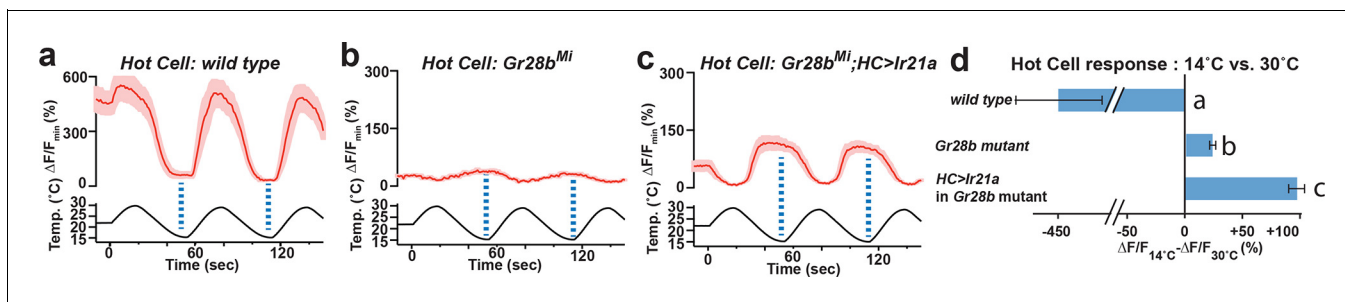 a
Hot Cell: wild type
600
300
0
ΔF/Fmin (%)
30
25
20
15
Temp. (˚C)
0
60
120
Time (sec)
b
Hot Cell: Gr28bMi
300
150
0
ΔF/Fmin (%)
30
25
20
15
Temp. (˚C)
0
60
120
Time (sec)
c
Hot Cell: Gr28bMi;HC>Ir21a
300
150
0
ΔF/Fmin (%)
30
25
20
15
Temp. (˚C)
0
60
120
Time (sec)
d
Hot Cell response : 14˚C vs. 30˚C
wild type
a
Gr28b mutant
b
HC>Ir21a
in Gr28b mutant
c
-450
-50
0
+50
+100
ΔF/F14˚C-ΔF/F30˚C (%)